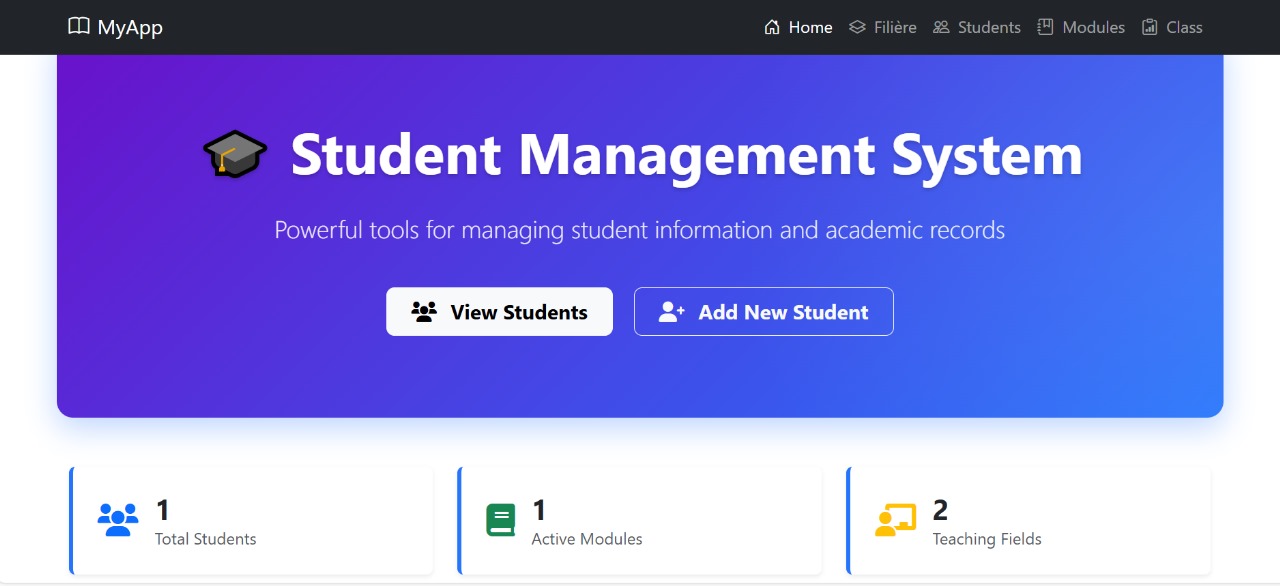 MyApp
Home Filière Students Modules Class
Student Management System
Powerful tools for managing student information and academic records
View Students
Add New Student
1
Total Students
1
Active Modules
2
Teaching Fields